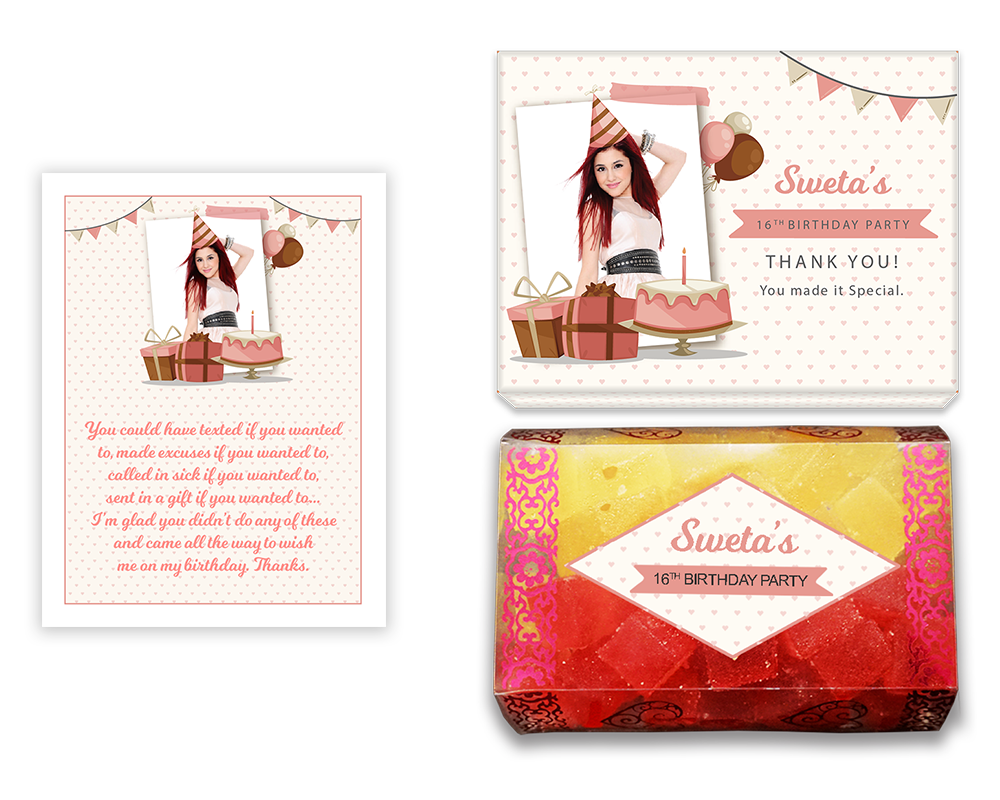 You could have texted if you wanted
to, made excuses if you wanted to,
called in sick if you wanted to,
sent in a gift if you wanted to...
I'm glad you didn't do any of these
and came all the way to wish
me on my birthday. Thanks.
Sweta's
16TH BIRTHDAY PARTY
THANK YOU!
You made it Special.
Sweta's
16TH BIRTHDAY PARTY